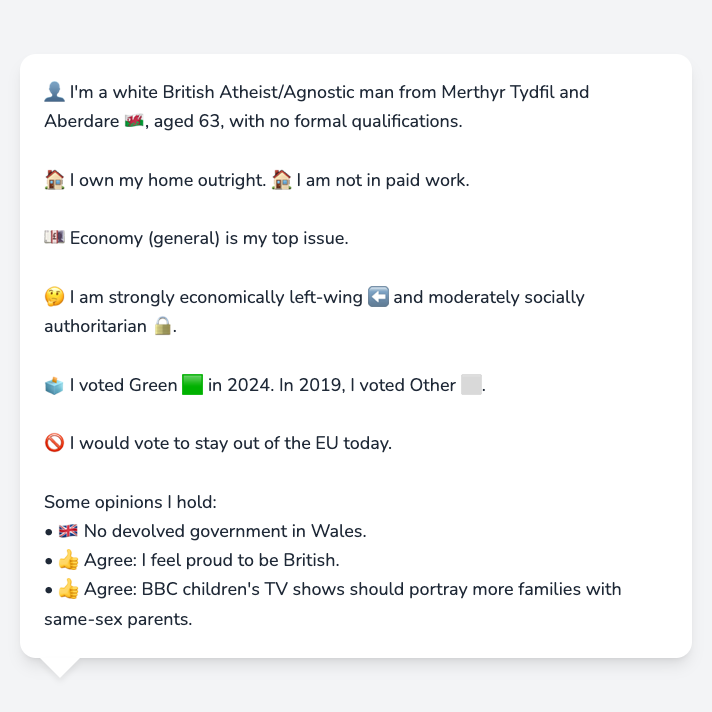 👤 I'm a white British Atheist/Agnostic man from Merthyr Tydfil and
Aberdare 🏴󠁧󠁢󠁷󠁬󠁳󠁿, aged 63, with no formal qualifications.
🏠 I own my home outright. 🏠 I am not in paid work.
💷 Economy (general) is my top issue.
🤔 I am strongly economically left-wing ⬅️ and moderately socially
authoritarian 🔒.
🗳️ I voted Green 🟩 in 2024. In 2019, I voted Other ⬜.
🚫 I would vote to stay out of the EU today.
Some opinions I hold:
• 🇬🇧 No devolved government in Wales.
• 👍 Agree: I feel proud to be British.
• 👍 Agree: BBC children's TV shows should portray more families with
same-sex parents.